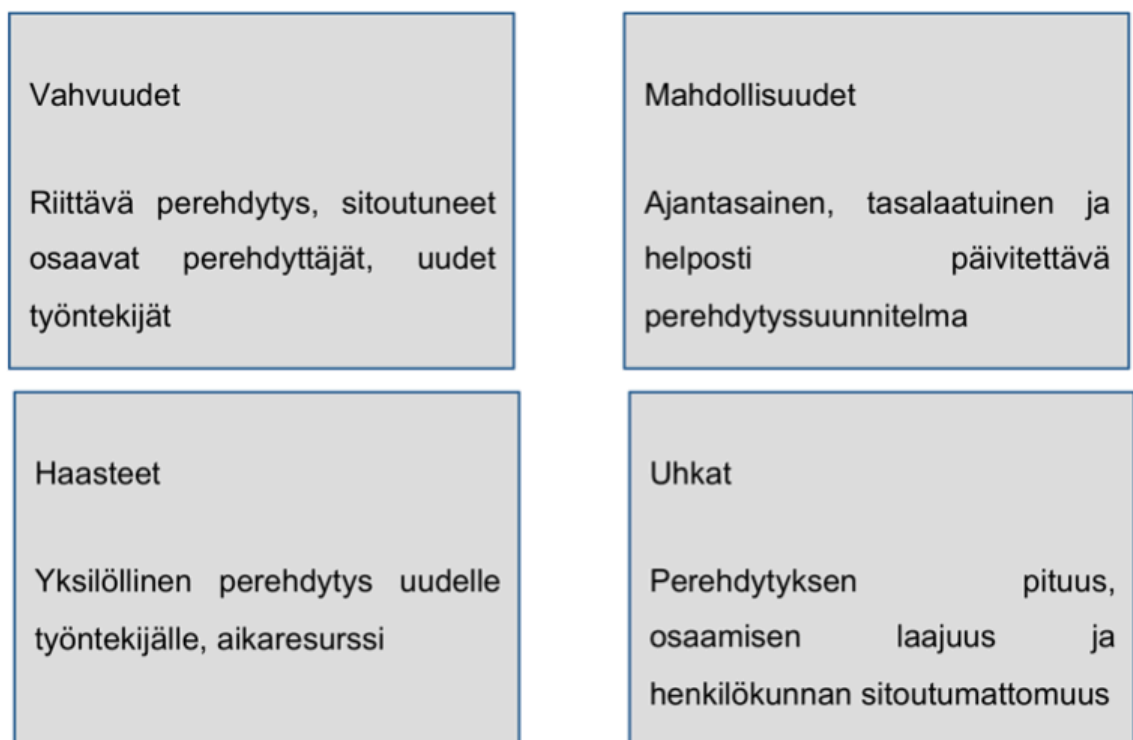 Vahvuudet
Riittävä perehdytys, sitoutuneet
osaavat perehdyttäjät, uudet
työntekijät
Mahdollisuudet
Ajantasainen, tasalaatuinen ja
helposti päivitettävä
perehdytyssuunnitelma
Haasteet
Yksilöllinen perehdytys uudelle
työntekijälle, aikaresurssi
Uhkat
Perehdytyksen pituus,
osaamisen laajuus ja
henkilökunnan sitoutumattomuus